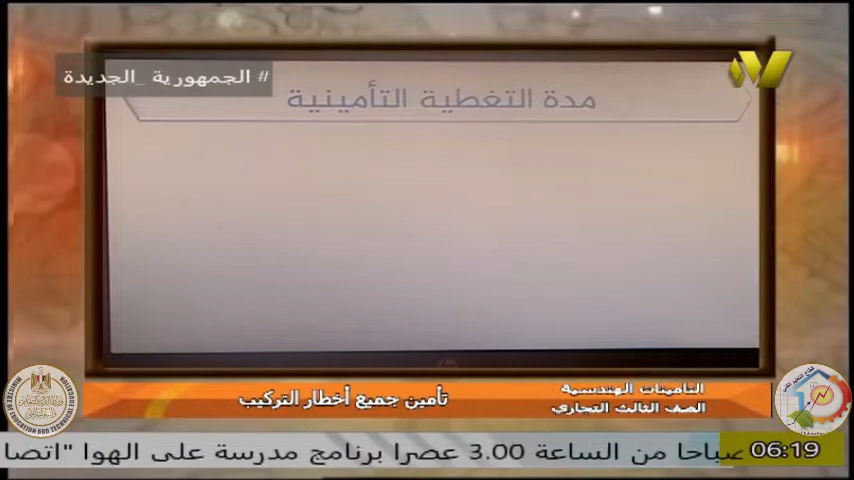 # الجمهورية _الجديدة
مدة التغطية التأمينية
التأمينات الهندسية
الصف الثالث التجارى
تأمين جميع أخطار التركيب
صباحا من الساعة 3.00 عصرا برنامج مدرسة على الهوا "اتصا
06:19